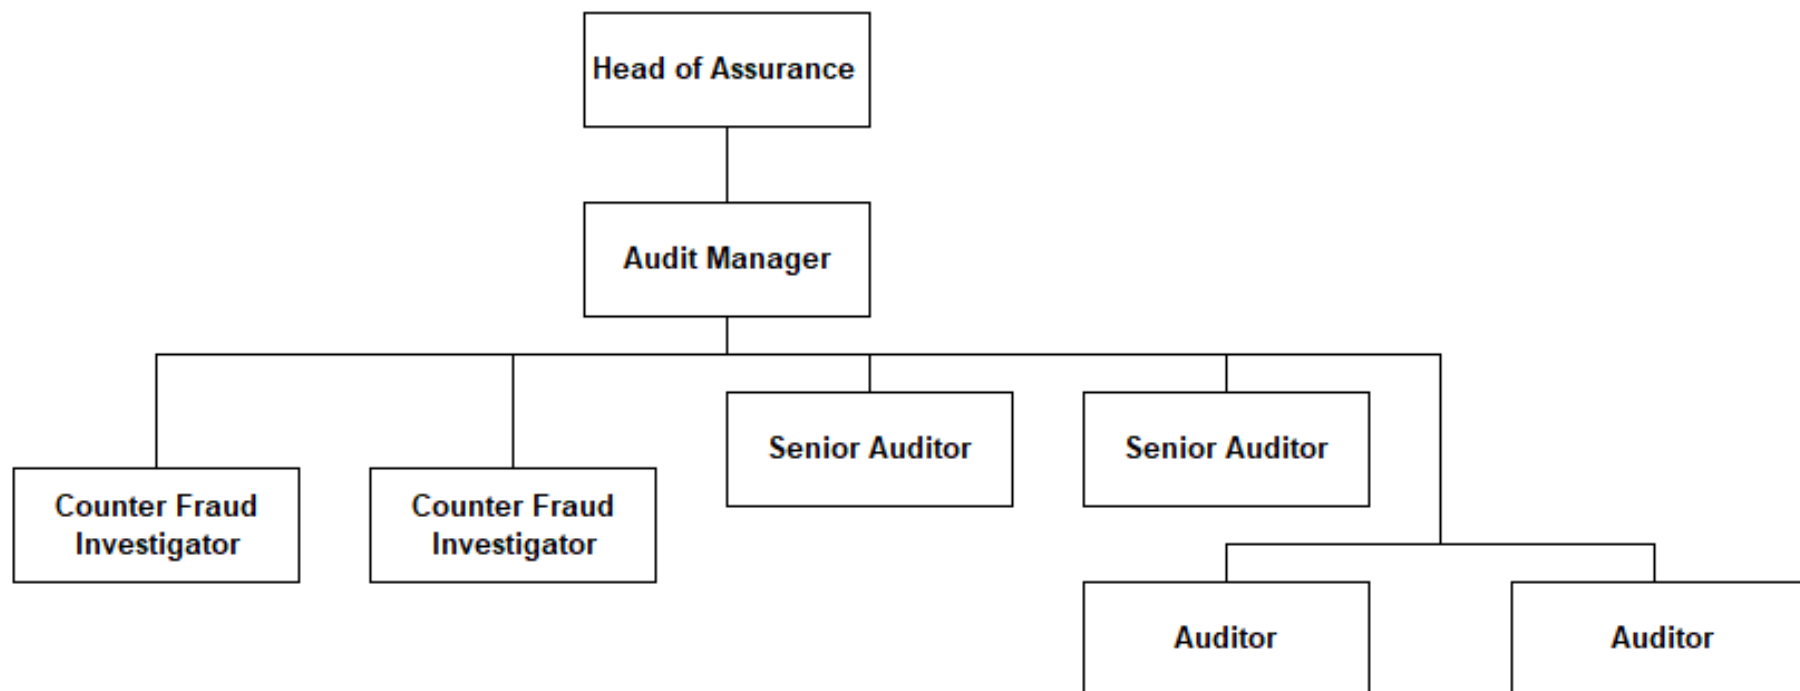 Head of Assurance
Audit Manager
Senior Auditor
Senior Auditor
Counter Fraud
Investigator
Counter Fraud
Investigator
Auditor
Auditor